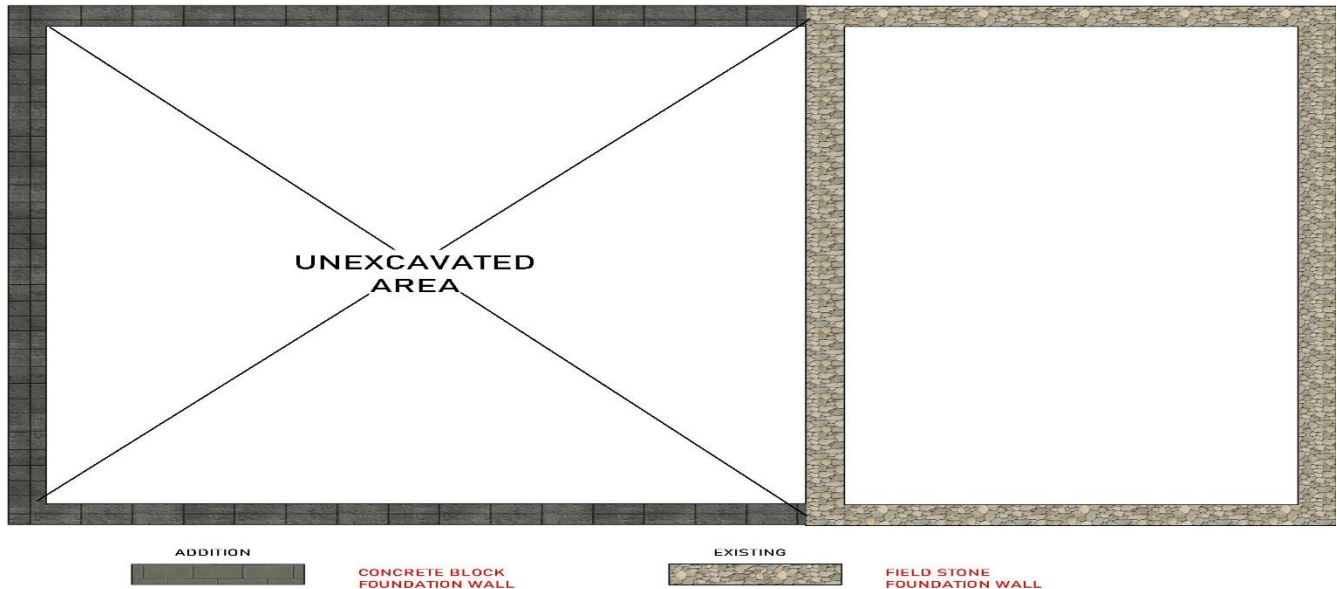 UNEXCAVATED
AREA
ADDITION
CONCRETE BLOCK
FOUNDATION WALL
EXISTING
FIELD STONE
FOUNDATION WALL